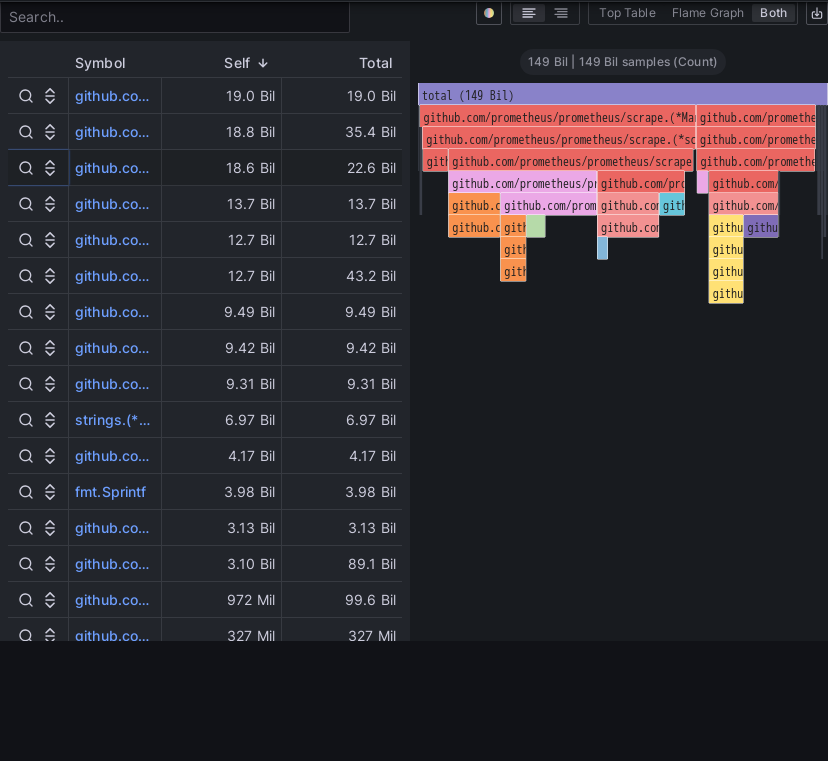 Search..
Top Table Flame Graph Both
Symbol Self Total
github.co... 19.0 Bil 19.0 Bil
github.co... 18.8 Bil 35.4 Bil
github.co... 18.6 Bil 22.6 Bil
github.co... 13.7 Bil 13.7 Bil
github.co... 12.7 Bil 12.7 Bil
github.co... 12.7 Bil 43.2 Bil
github.co... 9.49 Bil 9.49 Bil
github.co... 9.42 Bil 9.42 Bil
github.co... 9.31 Bil 9.31 Bil
strings.(*... 6.97 Bil 6.97 Bil
github.co... 4.17 Bil 4.17 Bil
fmt.Sprintf 3.98 Bil 3.98 Bil
github.co... 3.13 Bil 3.13 Bil
github.co... 3.10 Bil 89.1 Bil
github.co... 972 Mil 99.6 Bil
github.co... 327 Mil 327 Mil
149 Bil | 149 Bil samples (Count)
total (149 Bil)
github.com/prometheus/prometheus/scrape.(*Ma github.com/promethe
github.com/prometheus/prometheus/scrape.(*sc github.com/promethe
git github.com/prometheus/prometheus/scrape github.com/promethe
github.com/prometheus/p github.com/pro github.com/
github.c github.com/prom gith github.com/
github.c gith github.com githu githu
gith githu
gith githu
githu